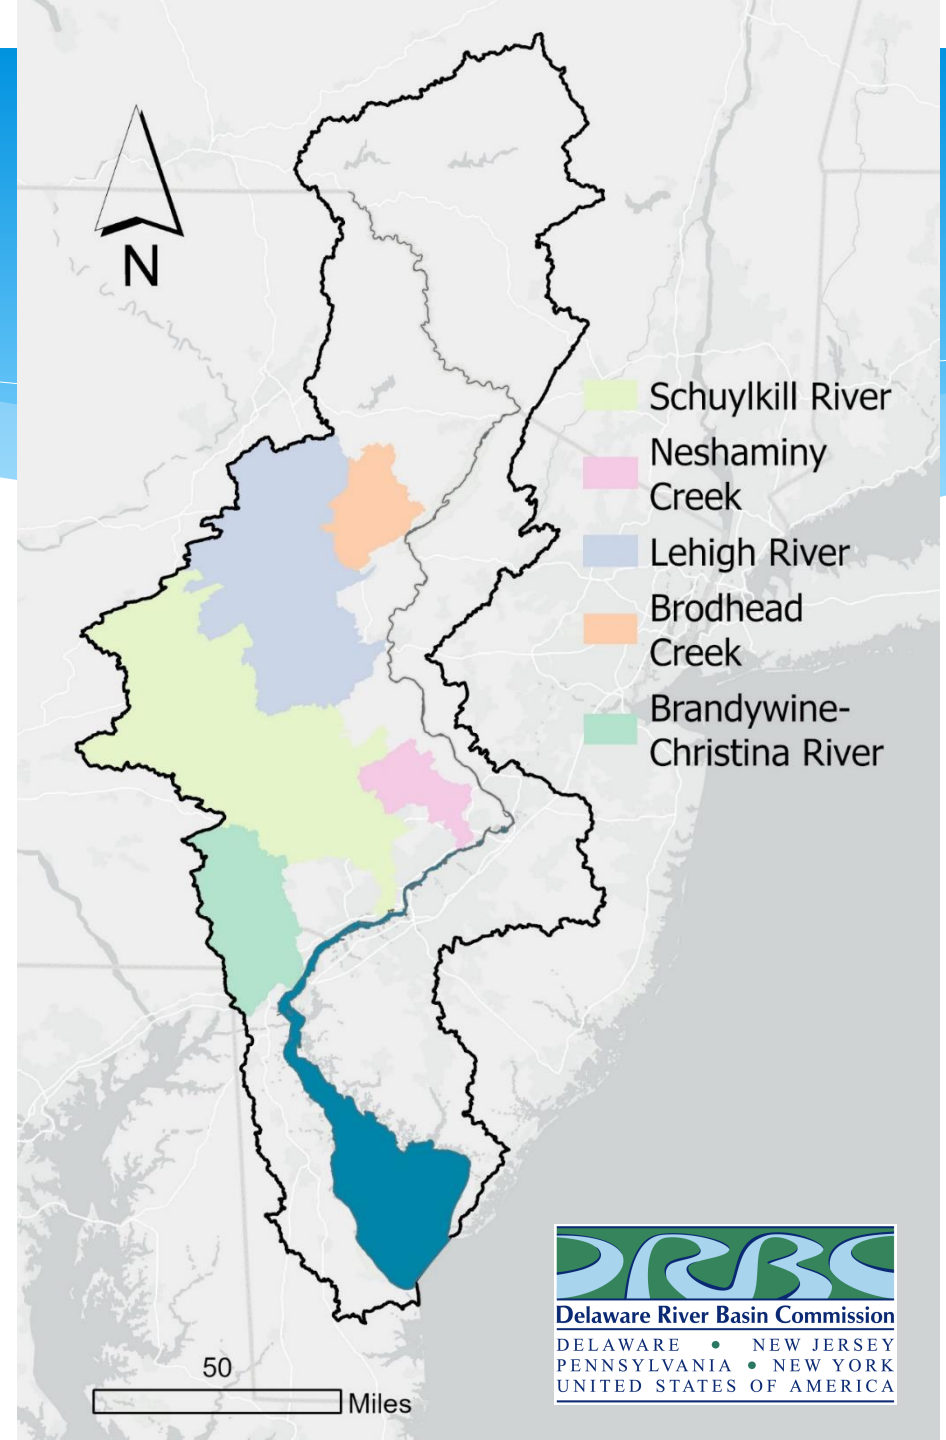 N
Schuylkill River
Neshaminy
Creek
Lehigh River
Brodhead
Creek
Brandywine-
Christina River
DRBC
Delaware River Basin Commission
DELAWARE • NEW JERSEY
PENNSYLVANIA • NEW YORK
UNITED STATES OF AMERICA
50
Miles